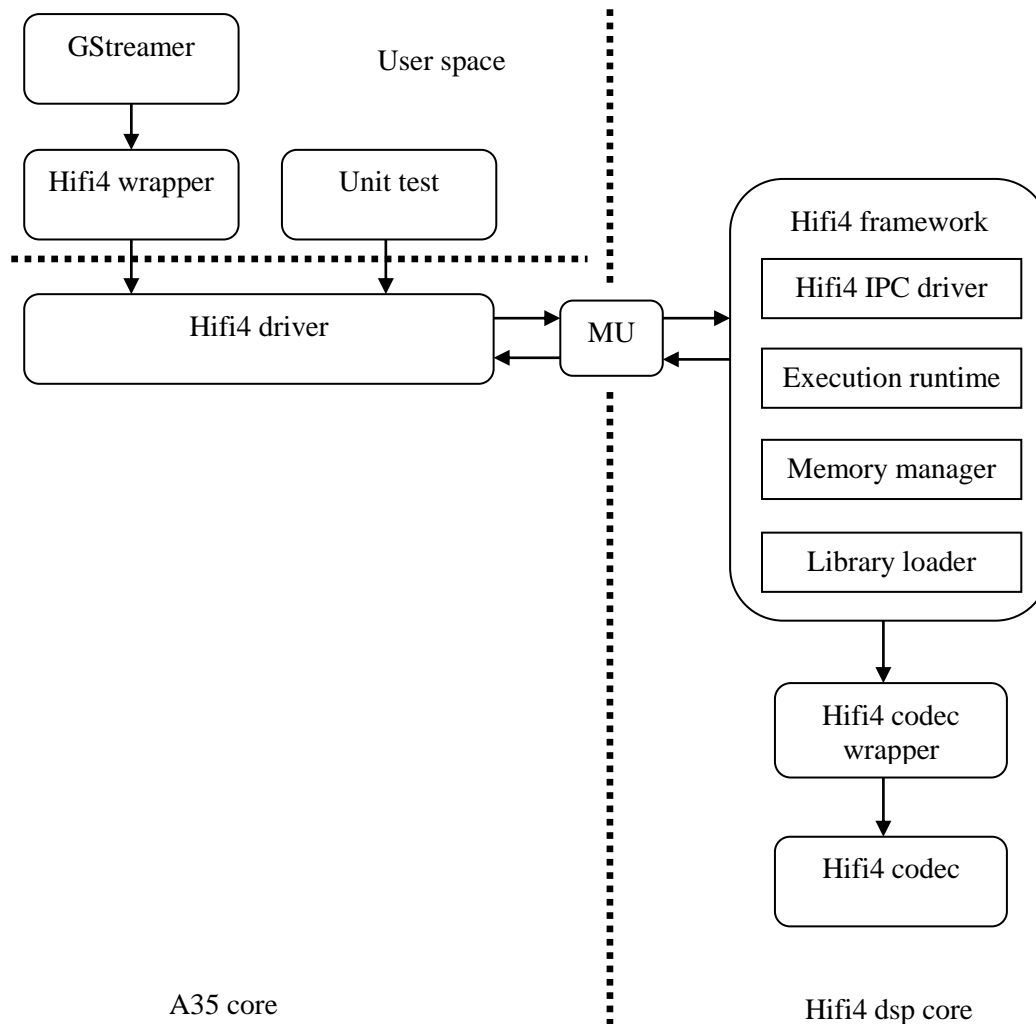 GStreamer
User space
Hifi4 wrapper
Unit test
Hifi4 framework
Hifi4 IPC driver
Hifi4 driver
MU
Execution runtime
Memory manager
Library loader
Hifi4 codec
wrapper
Hifi4 codec
A35 core
Hifi4 dsp core